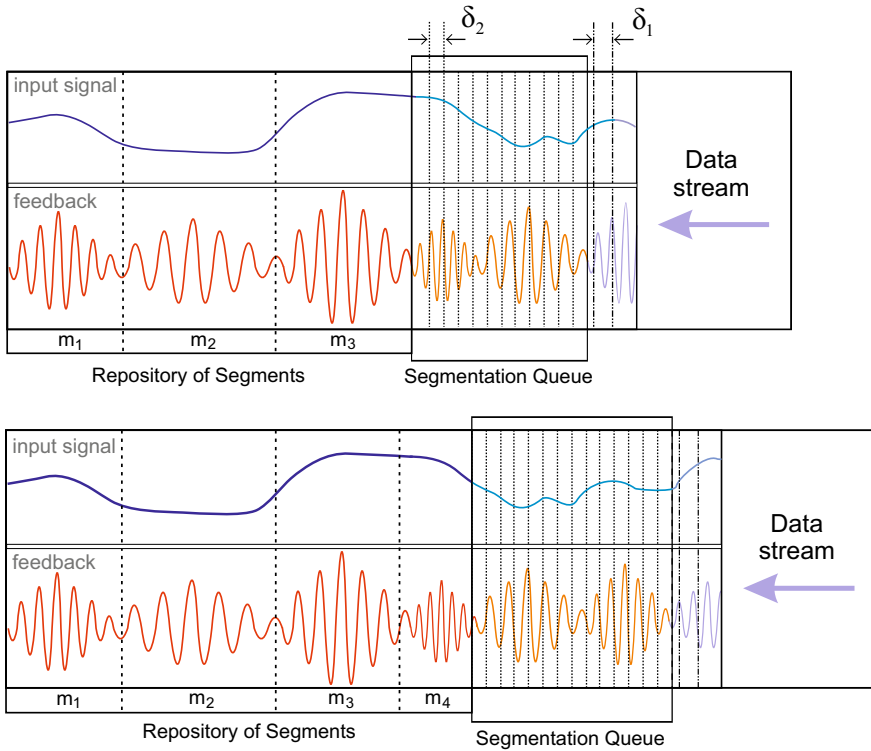 δ₂ δ₁
input signal
feedback
Data
stream
m₁ m₂ m₃
Repository of Segments Segmentation Queue
input signal
feedback
Data
stream
m₁ m₂ m₃ m₄
Repository of Segments Segmentation Queue